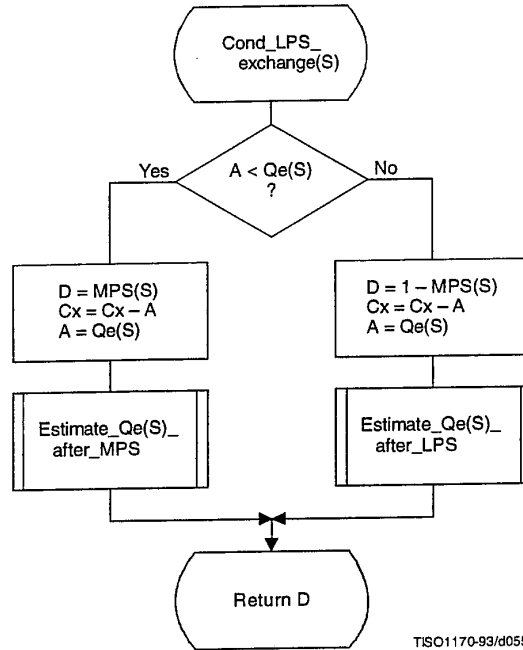 Cond_LPS_
exchange(S)
A < Qe(S)
?
Yes
No
D = MPS(S)
Cx = Cx – A
A = Qe(S)
D = 1 – MPS(S)
Cx = Cx – A
A = Qe(S)
Estimate_Qe(S)_
after_MPS
Estimate_Qe(S)_
after_LPS
Return D
TISO1170-93/d055